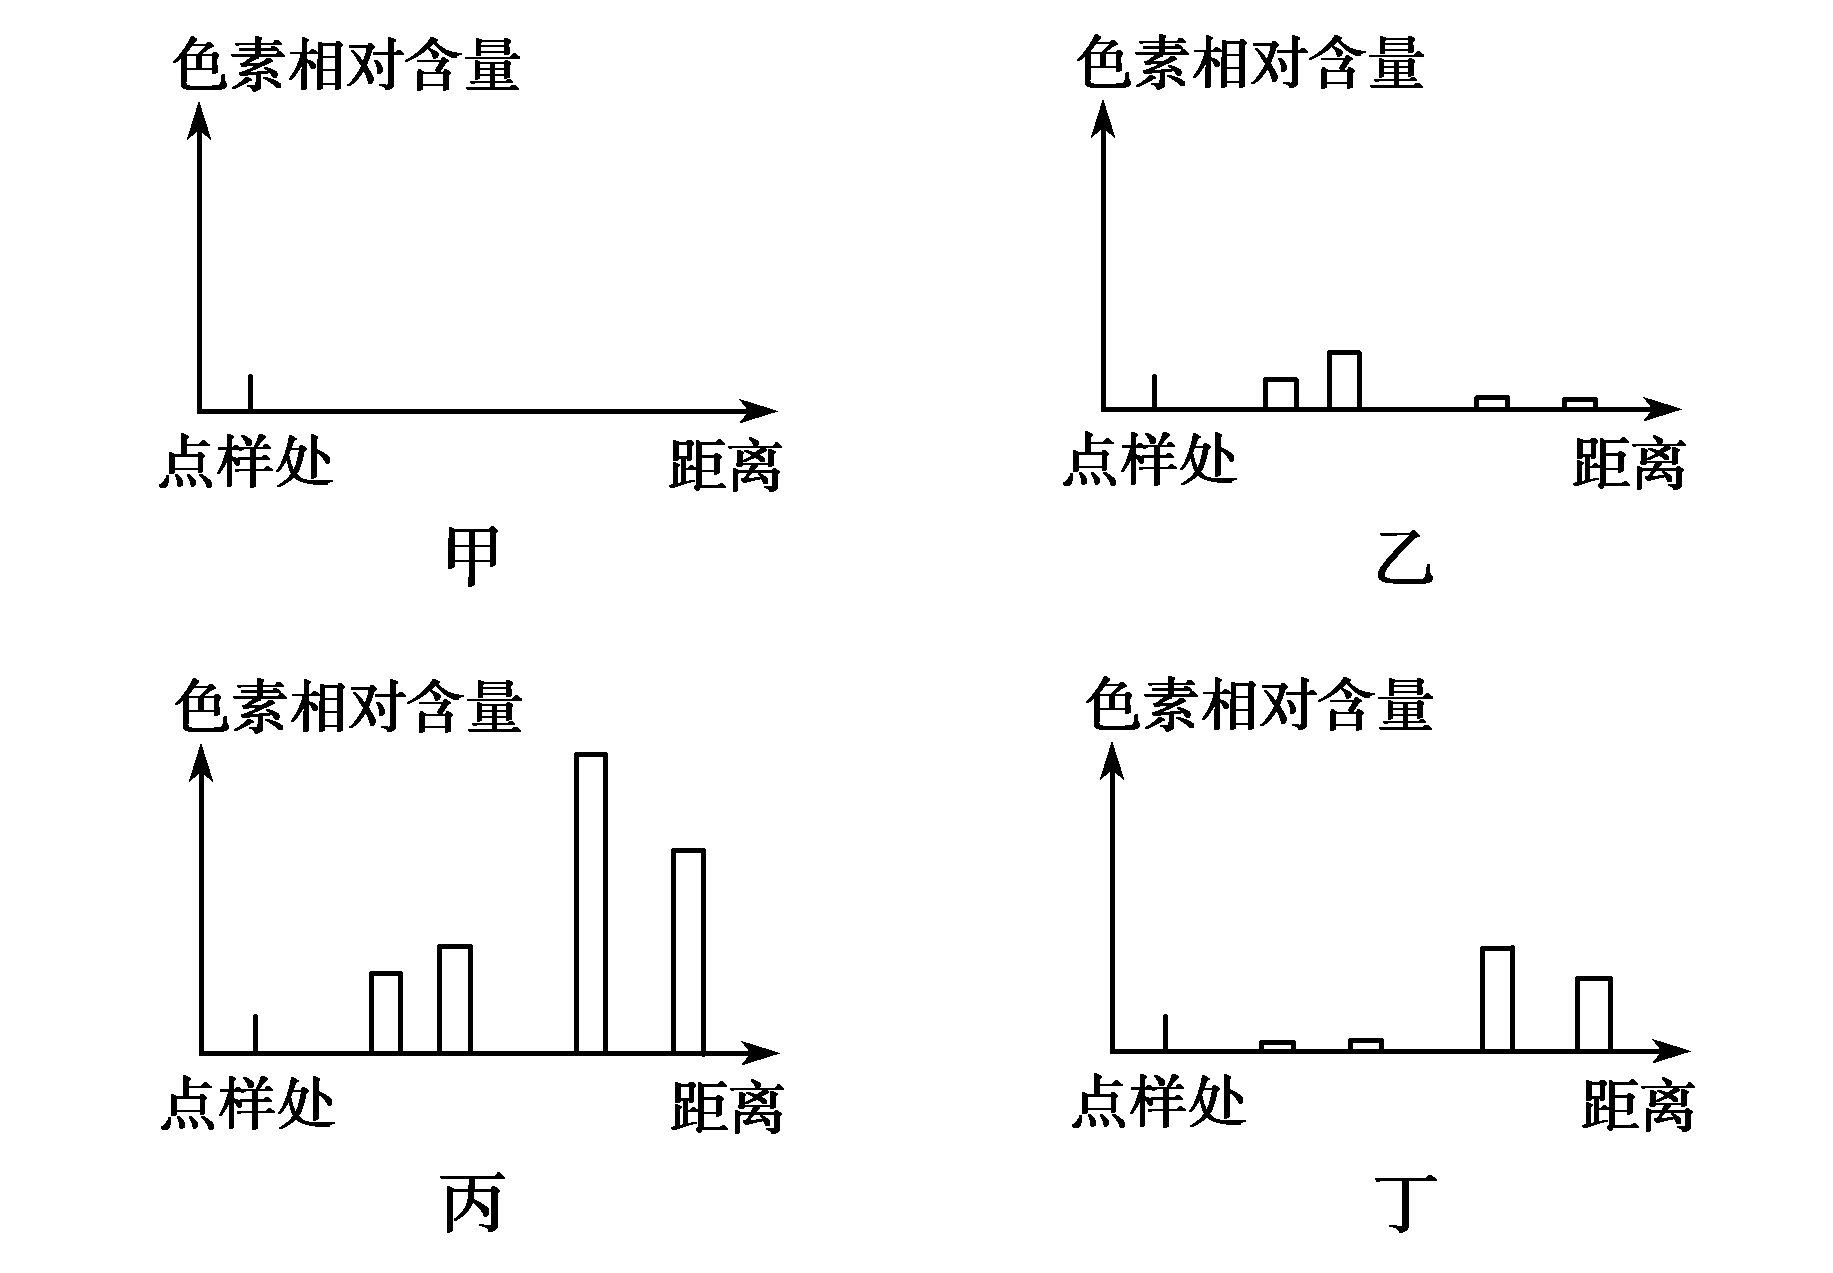 色素相对含量
点样处 距离
甲
色素相对含量
点样处 距离
乙
色素相对含量
点样处 距离
丙
色素相对含量
点样处 距离
丁